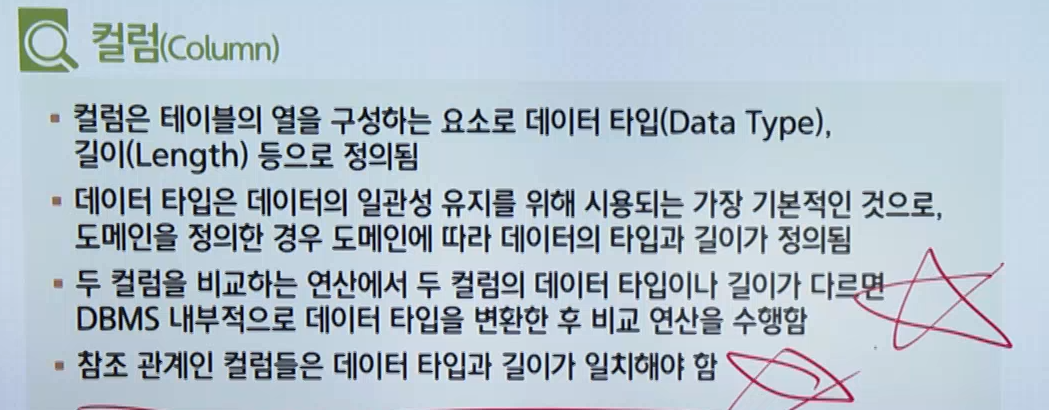 컬럼(Column)
▪ 컬럼은 테이블의 열을 구성하는 요소로 데이터 타입(Data Type),
길이(Length) 등으로 정의됨
▪ 데이터 타입은 데이터의 일관성 유지를 위해 시용되는 가장 기본적인 것으로,
도메인을 정의한 경우 도메인에 따라 데이터의 타입과 길이가 정의됨
▪ 두 컬럼을 비교하는 연산에서 두 컬럼의 데이터 타입이나 길이가 다르면
DBMS 내부적으로 데이터 타입을 변환한 후 비교 연산을 수행함
▪ 참조 관계인 컬럼들은 데이터 타입과 길이가 일치해야 함